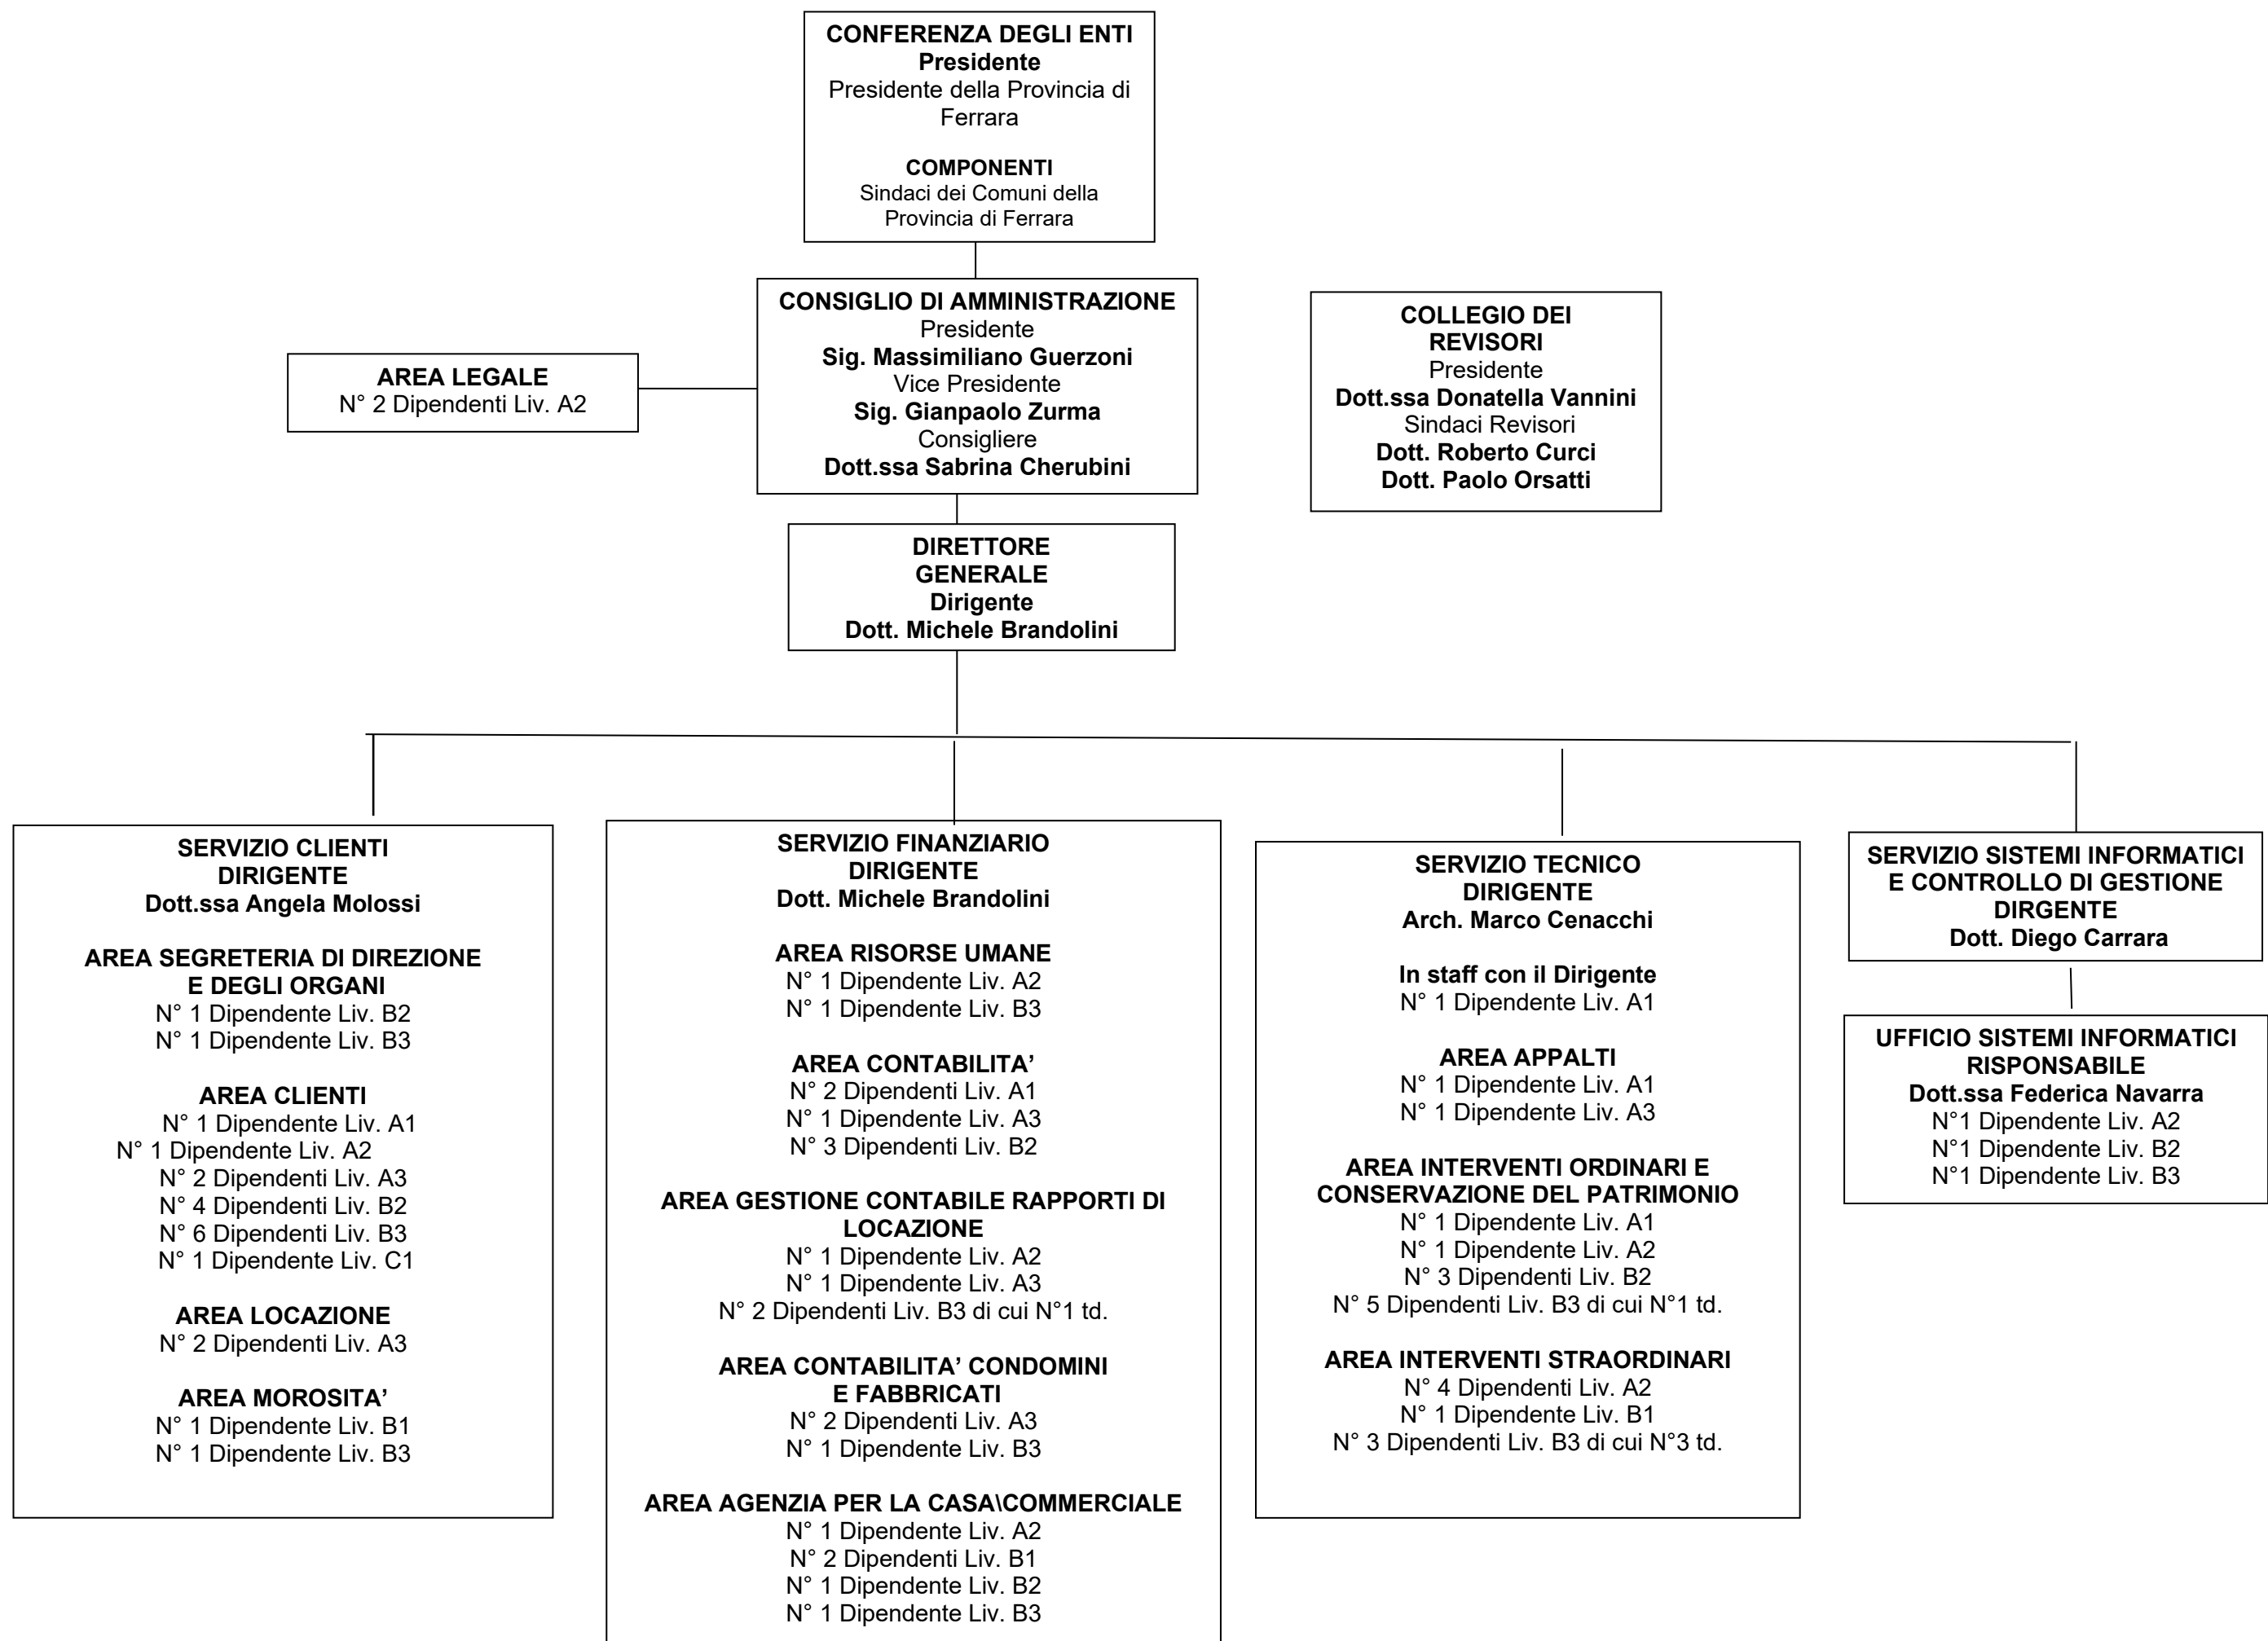 CONFERENZA DEGLI ENTI
Presidente
Presidente della Provincia di
Ferrara
COMPONENTI
Sindaci dei Comuni della
Provincia di Ferrara
CONSIGLIO DI AMMINISTRAZIONE
Presidente
Sig. Massimiliano Guerzoni
Vice Presidente
Sig. Gianpaolo Zurma
Consigliere
Dott.ssa Sabrina Cherubini
COLLEGIO DEI
REVISORI
Presidente
Dott.ssa Donatella Vannini
Sindaci Revisori
Dott. Roberto Curci
Dott. Paolo Orsatti
AREA LEGALE
N° 2 Dipendenti Liv. A2
DIRETTORE
GENERALE
Dirigente
Dott. Michele Brandolini
SERVIZIO CLIENTI
DIRIGENTE
Dott.ssa Angela Molossi
AREA SEGRETERIA DI DIREZIONE
E DEGLI ORGANI
N° 1 Dipendente Liv. B2
N° 1 Dipendente Liv. B3
AREA CLIENTI
N° 1 Dipendente Liv. A1
N° 1 Dipendente Liv. A2
N° 2 Dipendenti Liv. A3
N° 4 Dipendenti Liv. B2
N° 6 Dipendenti Liv. B3
N° 1 Dipendente Liv. C1
AREA LOCAZIONE
N° 2 Dipendenti Liv. A3
AREA MOROSITA’
N° 1 Dipendente Liv. B1
N° 1 Dipendente Liv. B3
SERVIZIO FINANZIARIO
DIRIGENTE
Dott. Michele Brandolini
AREA RISORSE UMANE
N° 1 Dipendente Liv. A2
N° 1 Dipendente Liv. B3
AREA CONTABILITA’
N° 2 Dipendenti Liv. A1
N° 1 Dipendente Liv. A3
N° 3 Dipendenti Liv. B2
AREA GESTIONE CONTABILE RAPPORTI DI
LOCAZIONE
N° 1 Dipendente Liv. A2
N° 1 Dipendente Liv. A3
N° 2 Dipendenti Liv. B3 di cui N°1 td.
AREA CONTABILITA’ CONDOMINI
E FABBRICATI
N° 2 Dipendenti Liv. A3
N° 1 Dipendente Liv. B3
AREA AGENZIA PER LA CASA\COMMERCIALE
N° 1 Dipendente Liv. A2
N° 2 Dipendenti Liv. B1
N° 1 Dipendente Liv. B2
N° 1 Dipendente Liv. B3
SERVIZIO TECNICO
DIRIGENTE
Arch. Marco Cenacchi
In staff con il Dirigente
N° 1 Dipendente Liv. A1
AREA APPALTI
N° 1 Dipendente Liv. A1
N° 1 Dipendente Liv. A3
AREA INTERVENTI ORDINARI E
CONSERVAZIONE DEL PATRIMONIO
N° 1 Dipendente Liv. A1
N° 1 Dipendente Liv. A2
N° 3 Dipendenti Liv. B2
N° 5 Dipendenti Liv. B3 di cui N°1 td.
AREA INTERVENTI STRAORDINARI
N° 4 Dipendenti Liv. A2
N° 1 Dipendente Liv. B1
N° 3 Dipendenti Liv. B3 di cui N°3 td.
SERVIZIO SISTEMI INFORMATICI
E CONTROLLO DI GESTIONE
DIRGENTE
Dott. Diego Carrara
UFFICIO SISTEMI INFORMATICI
RISPONSABILE
Dott.ssa Federica Navarra
N°1 Dipendente Liv. A2
N°1 Dipendente Liv. B2
N°1 Dipendente Liv. B3